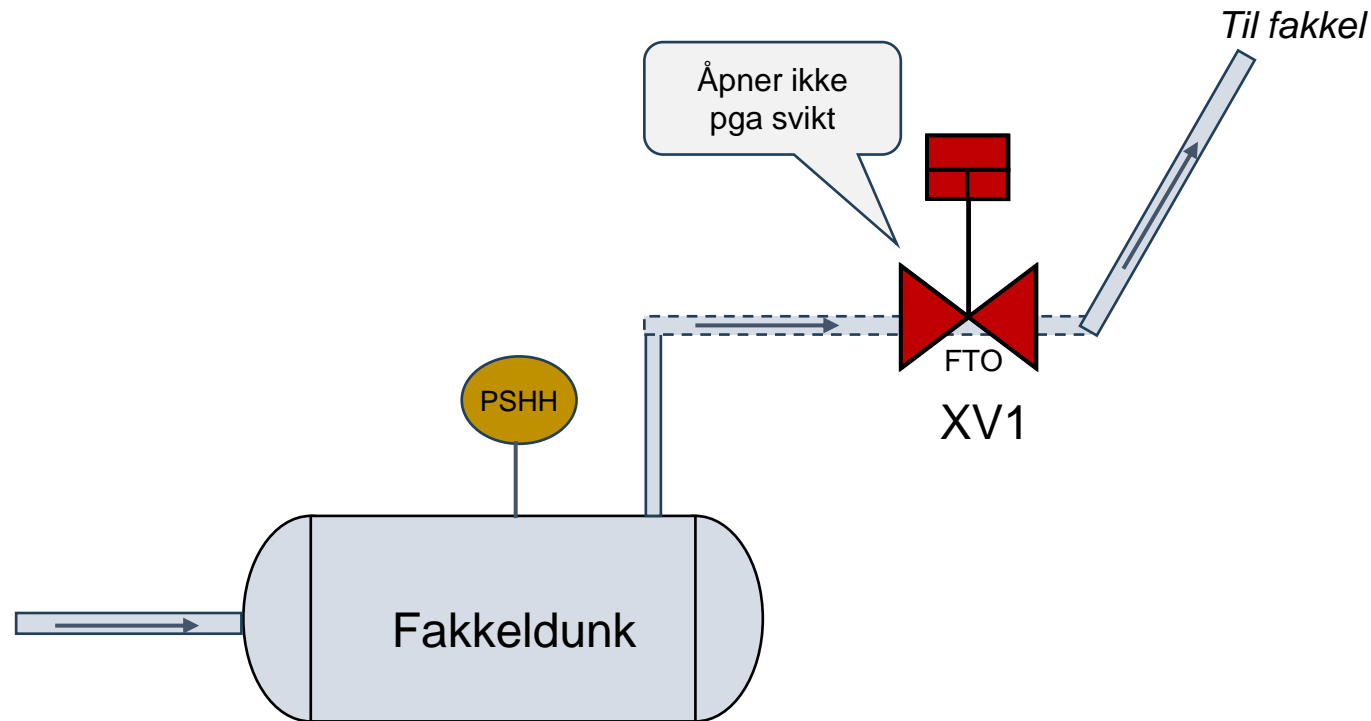 Til fakkel
Åpner ikke
pga svikt
FTO
XV1
PSHH
Fakkeldunk